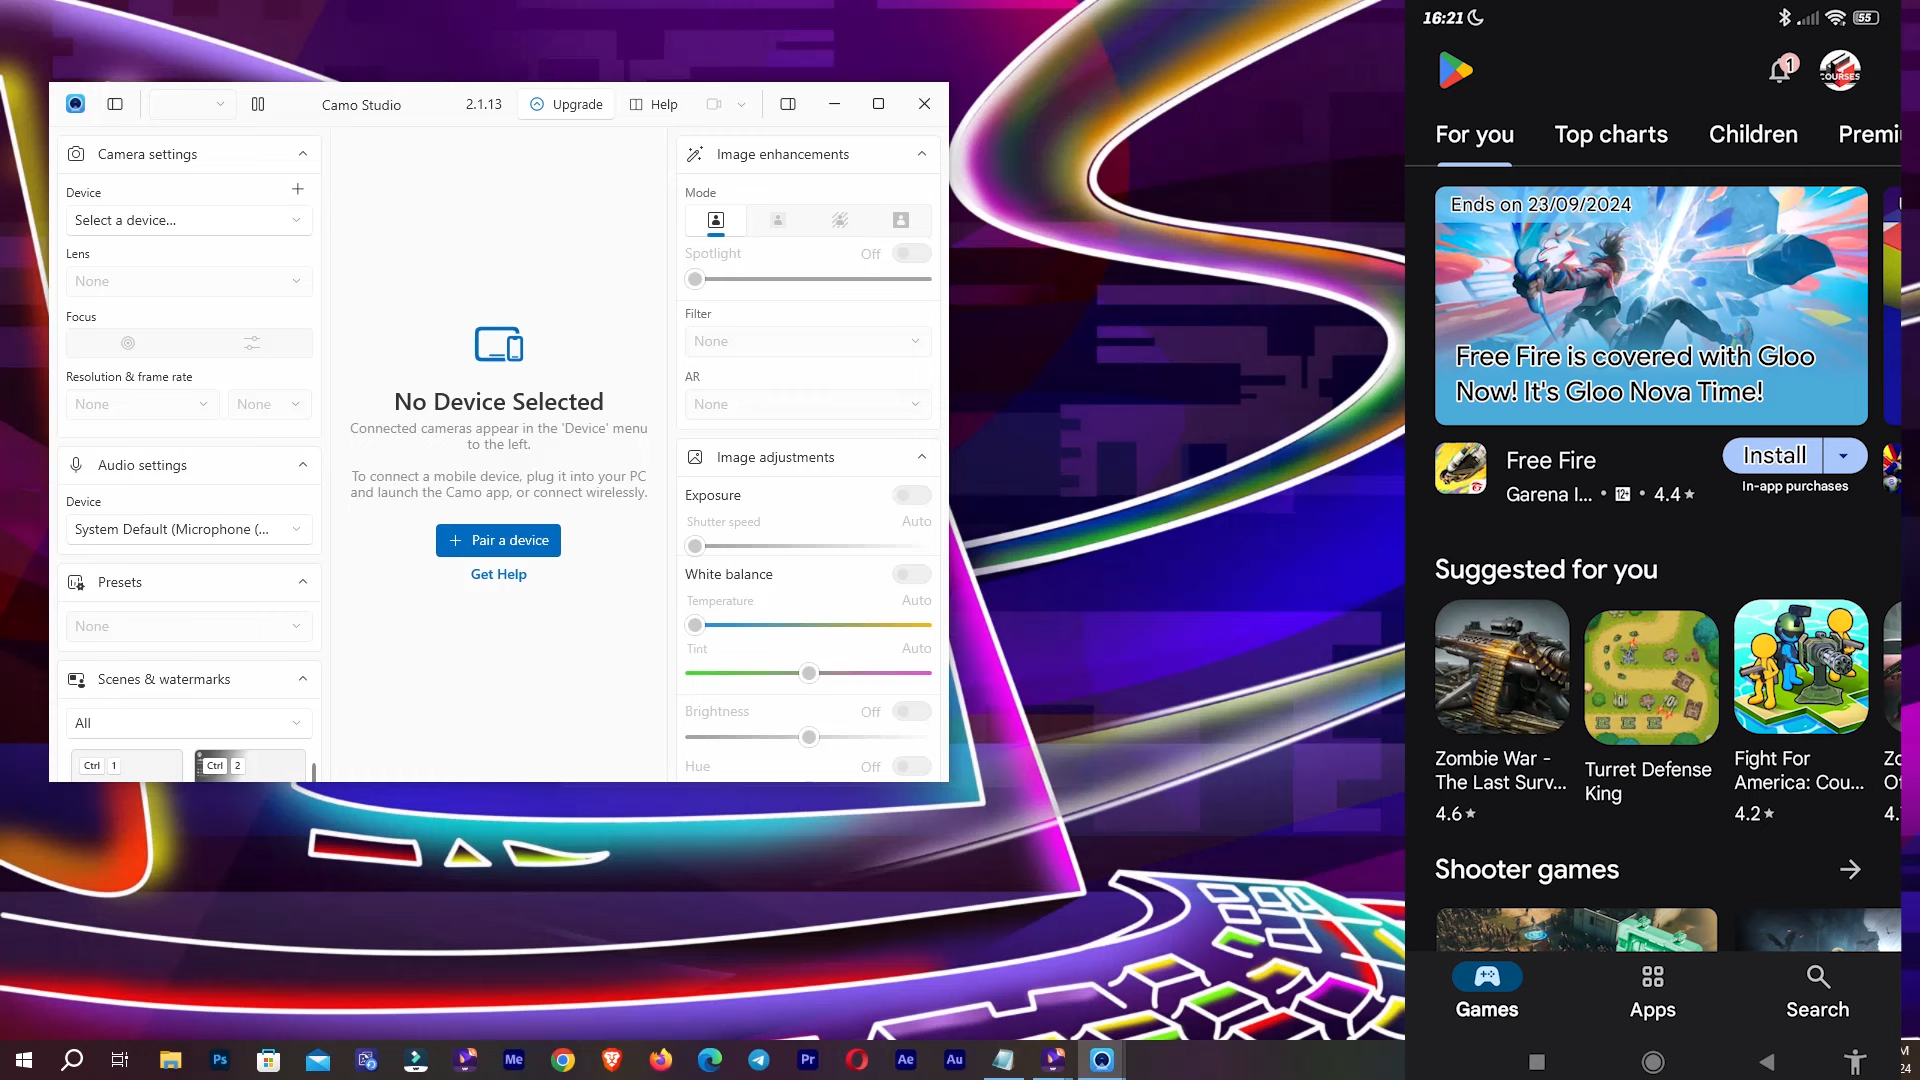 Camo Studio
2.1.13
Upgrade
Help
Camera settings
Device
Select a device...
Lens
None
Focus
Resolution & frame rate
None
None
Audio settings
Device
System Default (Microphone (...
Presets
None
Scenes & watermarks
All
Ctrl 1
Ctrl 2
No Device Selected
Connected cameras appear in the 'Device' menu
to the left.
To connect a mobile device, plug it into your PC
and launch the Camo app, or connect wirelessly.
+ Pair a device
Get Help
Image enhancements
Mode
Spotlight
Off
Filter
None
AR
None
Image adjustments
Exposure
Shutter speed
Auto
White balance
Temperature
Auto
Tint
Auto
Brightness
Off
Hue
Off
16:21
55
1
COURSES
For you
Top charts
Children
Premi
Ends on 23/09/2024
Free Fire is covered with Gloo
Now! It's Gloo Nova Time!
Free Fire
Garena I... • 12+ • 4.4★
Install
In-app purchases
Suggested for you
Zombie War -
The Last Surv...
4.6★
Turret Defense
King
Fight For
America: Cou...
4.2★
Shooter games
Games
Apps
Search
Ps
Me
Pr
Ae
Au
M
24